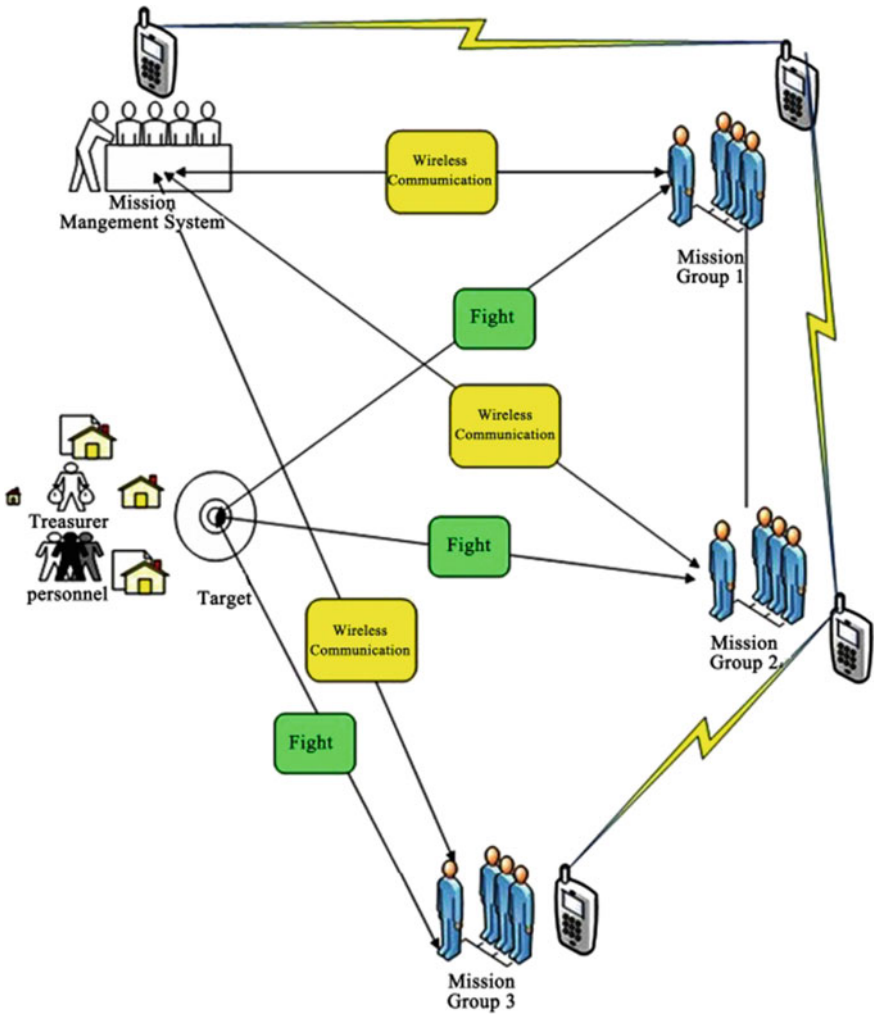 Wireless
Commumication
Mission
Mangement System
Mission
Group 1
Fight
Wireless
Communication
Treasurer
personnel
Target
Fight
Wireless
Communication
Mission
Group 2
Fight
Mission
Group 3